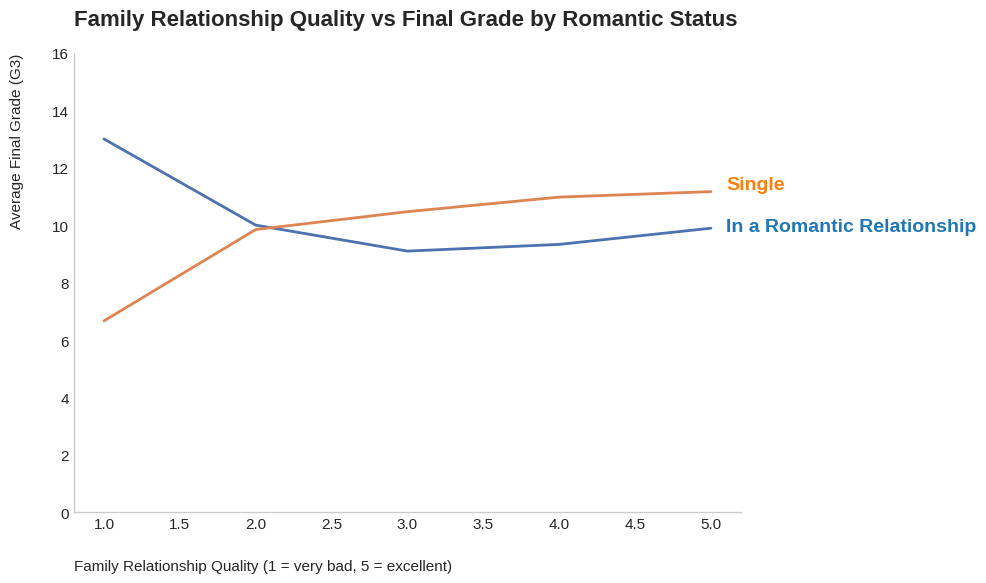 Family Relationship Quality vs Final Grade by Romantic Status
Average Final Grade (G3)
16
14
12
10
8
6
4
2
0
Single
In a Romantic Relationship
1.0 1.5 2.0 2.5 3.0 3.5 4.0 4.5 5.0
Family Relationship Quality (1 = very bad, 5 = excellent)